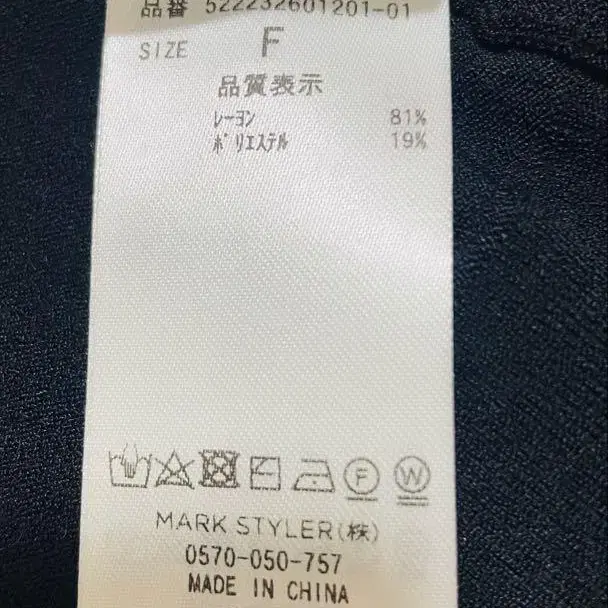 品番 522232601201-01
SIZE F
品質表示
レーヨン 81%
ポリエステル 19%
F W
MARK STYLER(株)
0570-050-757
MADE IN CHINA